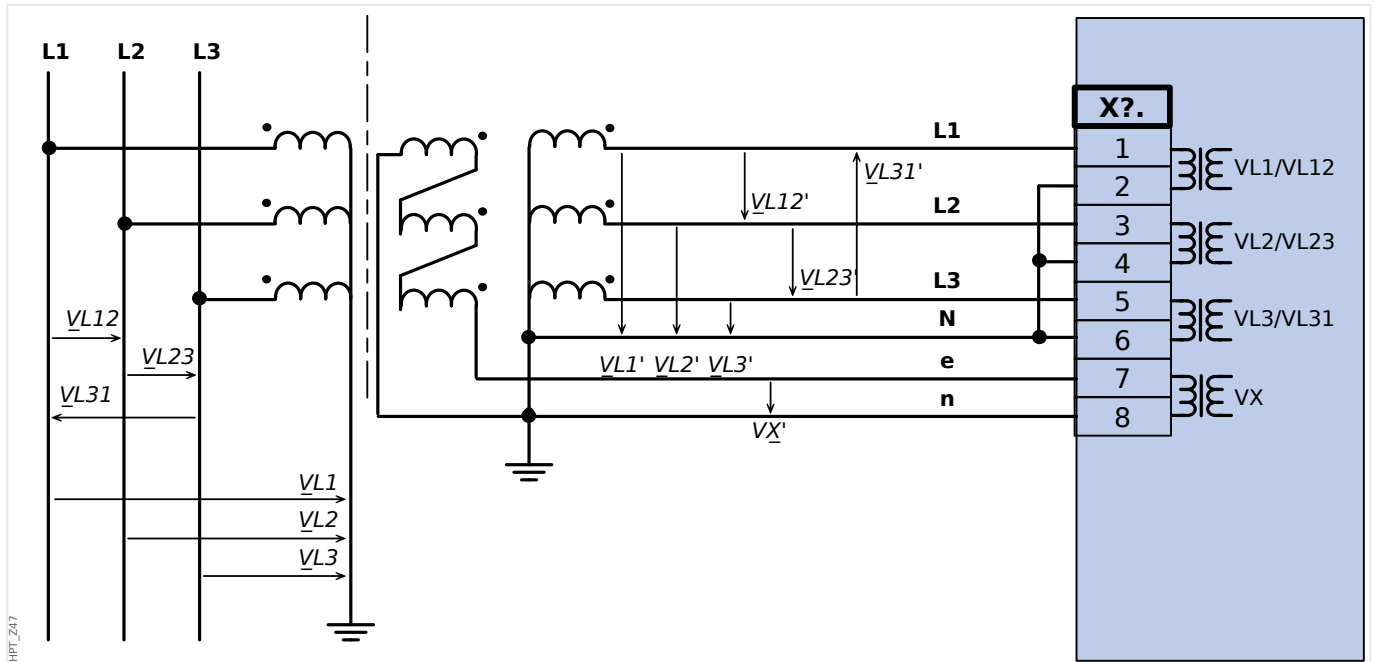 L1 L2 L3
X?.
L1
1
VL31'
VL1/VL12
2
VL12'
L2
3
VL2/VL23
4
VL23'
L3
5
VL12
N
VL3/VL31
6
VL23
VL1' VL2' VL3'
e
7
VL31
n
VX
8
VX'
VL1
VL2
VL3
HPT_Z47